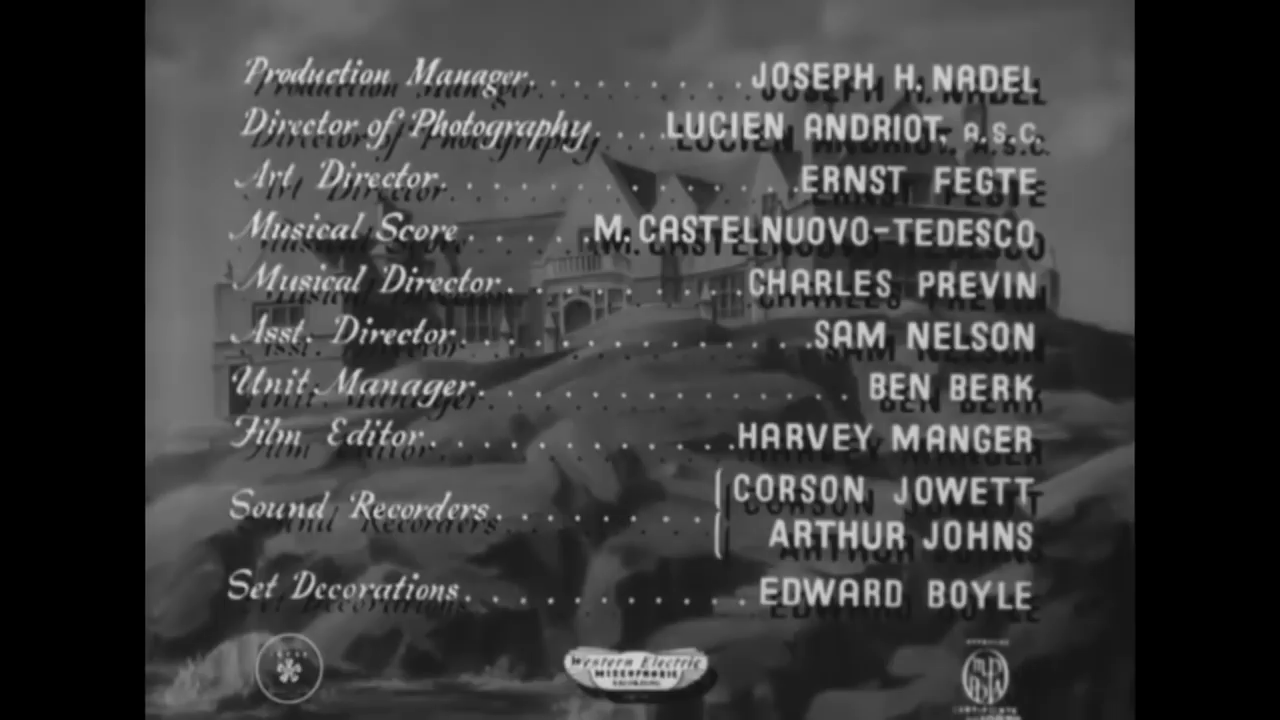 Production Manager. . . . . . . . . JOSEPH H. NADEL
Director of Photography. . . . LUCIEN ANDRIOT, A.S.C.
Art Director. . . . . . . . . . . . . . ERNST FEGTE
Musical Score . . . . . . M. CASTELNUOVO-TEDESCO
Musical Director. . . . . . . . . CHARLES PREVIN
Asst. Director. . . . . . . . . . . . . . SAM NELSON
Unit Manager. . . . . . . . . . . . . . BEN BERK
Film Editor. . . . . . . . . . . . HARVEY MANGER
Sound Recorders. . . . . . . . { CORSON JOWETT
ARTHUR JOHNS
Set Decorations. . . . . . . . . . . EDWARD BOYLE
Western Electric
MIRROPHONIC
RECORDING